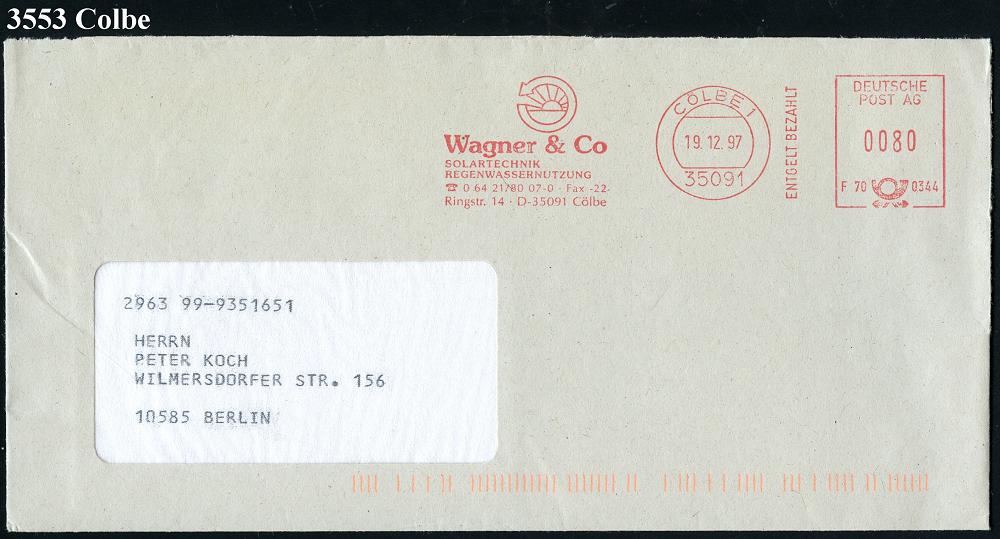 3553 Colbe
Wagner & Co
SOLARTECHNIK
REGENWASSERNUTZUNG
☎ 0 64 21/80 07-0 · Fax -22-
Ringstr. 14 · D-35091 Cölbe
CÖLBE 1
19.12.97
35091
ENTGELT BEZAHLT
DEUTSCHE
POST AG
0080
F 70 0344
2963 99-9351651
HERRN
PETER KOCH
WILMERSDORFER STR. 156
10585 BERLIN